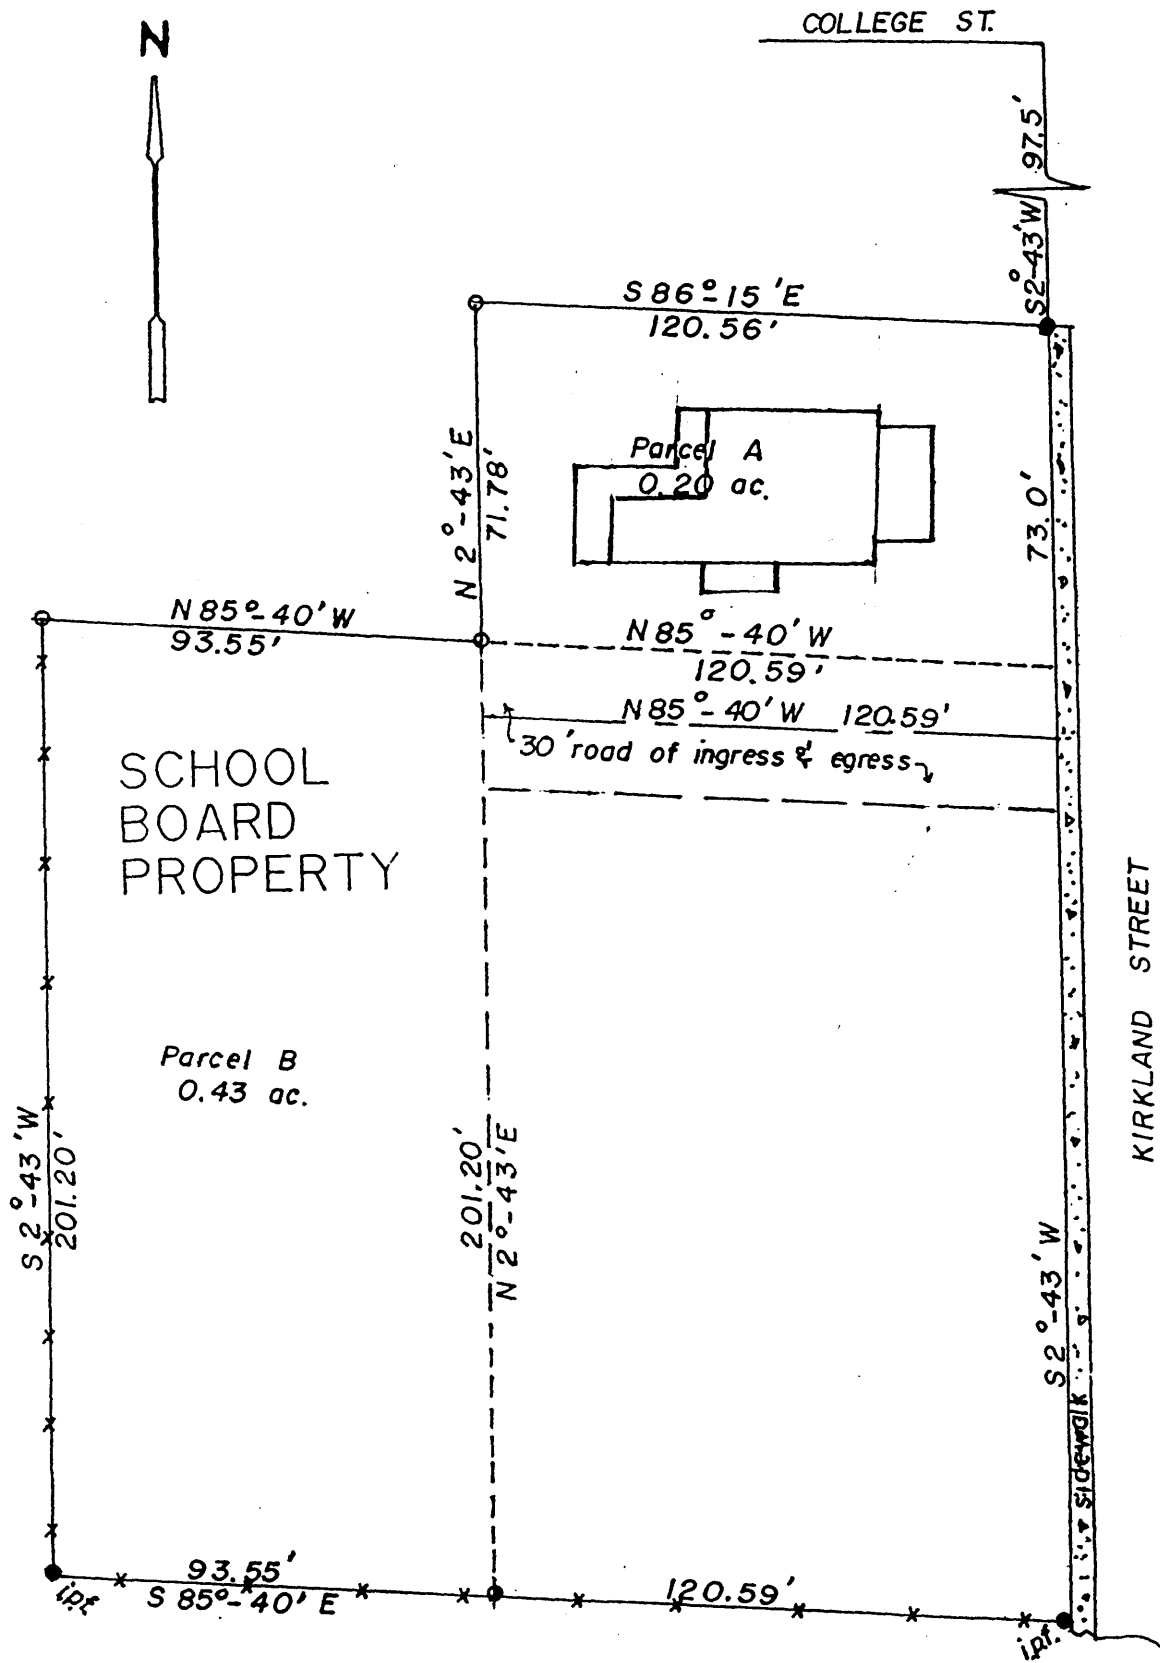 COLLEGE ST.
N
97.5'
S2°-43'W
S 86°-15'E
120.56'
Parcel A
0.20 ac.
N 2°-43'E
71.78'
73.0'
N 85°-40' W
93.55'
N 85°-40' W
120.59'
N 85°-40' W 120.59'
30' road of ingress & egress
SCHOOL
BOARD
PROPERTY
Parcel B
0.43 ac.
KIRKLAND STREET
S 2°-43'W
201.20'
201.20'
N 2°-43'E
S 2°-43' W
sidewalk
93.55'
S 85°-40' E
120.59'
i.p.f.
i.p.f.